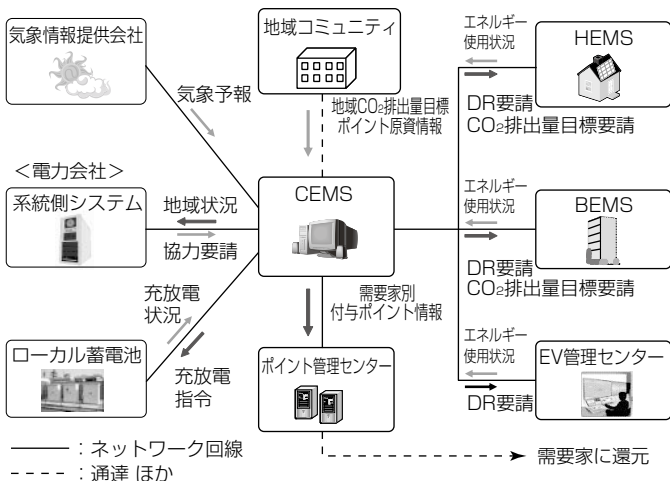 気象情報提供会社
地域コミュニティ
エネルギー
使用状況
HEMS
気象予報
地域CO₂排出量目標
ポイント原資情報
DR要請
CO₂排出量目標要請
<電力会社>
系統側システム
地域状況
協力要請
CEMS
エネルギー
使用状況
BEMS
DR要請
CO₂排出量目標要請
充放電
状況
需要家別
付与ポイント情報
ローカル蓄電池
充放電
指令
ポイント管理センター
エネルギー
使用状況
EV管理センター
DR要請
：ネットワーク回線
：通達 ほか
需要家に還元